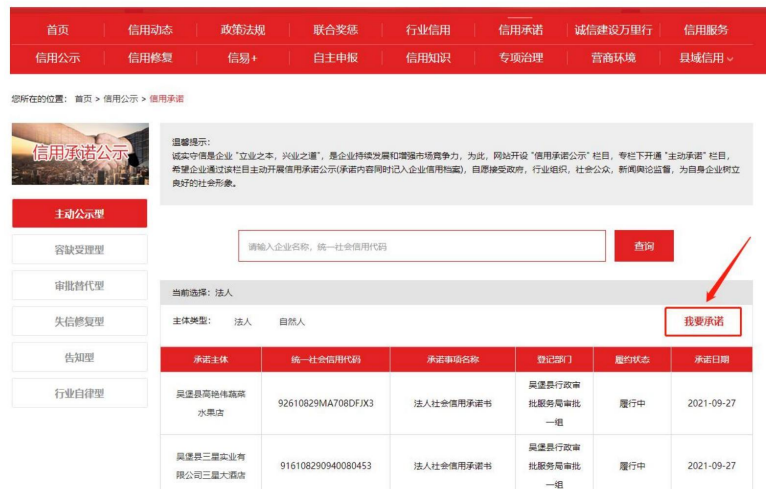 首页 信用动态 政策法规 联合奖惩 行业信用 信用承诺 诚信建设万里行 信用服务
信用公示 信用修复 信易+ 自主申报 信用知识 专项治理 营商环境 县域信用
您所在的位置： 首页 > 信用公示 > 信用承诺
信用承诺公示
温馨提示：
诚实守信是企业 "立业之本，兴业之道"，是企业持续发展和增强市场竞争力，为此，网站开设 "信用承诺公示" 栏目，专栏下开通 "主动承诺" 栏目，
希望企业通过该栏目主动开展信用承诺公示(承诺内容同时记入企业信用档案)，自愿接受政府，行业组织，社会公众，新闻舆论监督，为自身企业树立
良好的社会形象。
主动公示型
容缺受理型
审批替代型
失信修复型
告知型
行业自律型
请输入企业名称，统一社会信用代码 查询
当前选择：法人
主体类型： 法人 自然人 我要承诺
承诺主体 统一社会信用代码 承诺事项名称 登记部门 履约状态 承诺日期
吴堡县高艳伟蔬菜
水果店
92610829MA708DFJX3 法人社会信用承诺书
吴堡县行政审
批服务局审批
一组
履行中 2021-09-27
吴堡县三星实业有
限公司三星大酒店
916108290940080453 法人社会信用承诺书
吴堡县行政审
批服务局审批
一组
履行中 2021-09-27